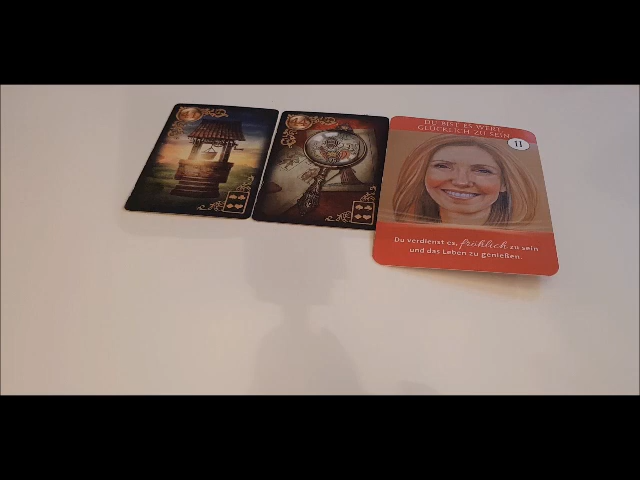 DU BIST ES WERT
GLÜCKLICH ZU SEIN
11
Du verdienst es, fröhlich zu sein
und das Leben zu genießen.